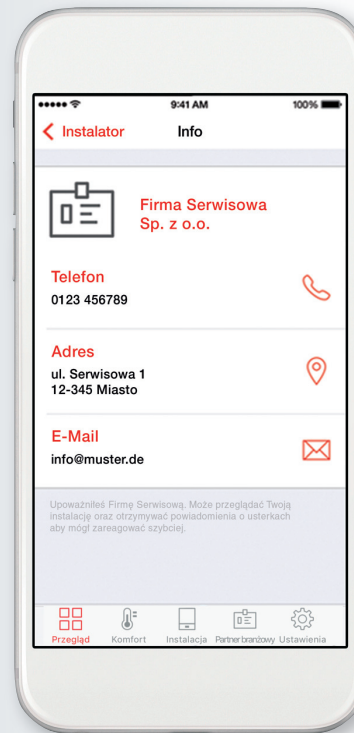 9:41 AM
100%
Instalator
Info
Firma Serwisowa
Sp. z o.o.
Telefon
0123 456789
Adres
ul. Serwisowa 1
12-345 Miasto
E-Mail
info@muster.de
Upoważniłeś Firmę Serwisową. Może przeglądać Twoją
instalację oraz otrzymywać powiadomienia o usterkach
aby mógł zareagować szybciej.
Przegląd Komfort Instalacja Partner branżowy Ustawienia